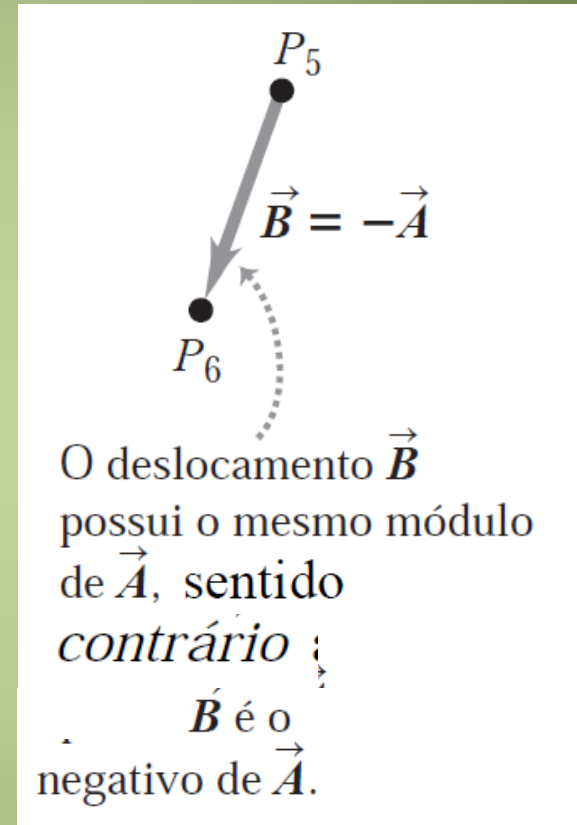 P₅
B⃗ = −A⃗
P₆
O deslocamento B⃗
possui o mesmo módulo
de A⃗, sentido
contrário
B é o
negativo de A⃗.